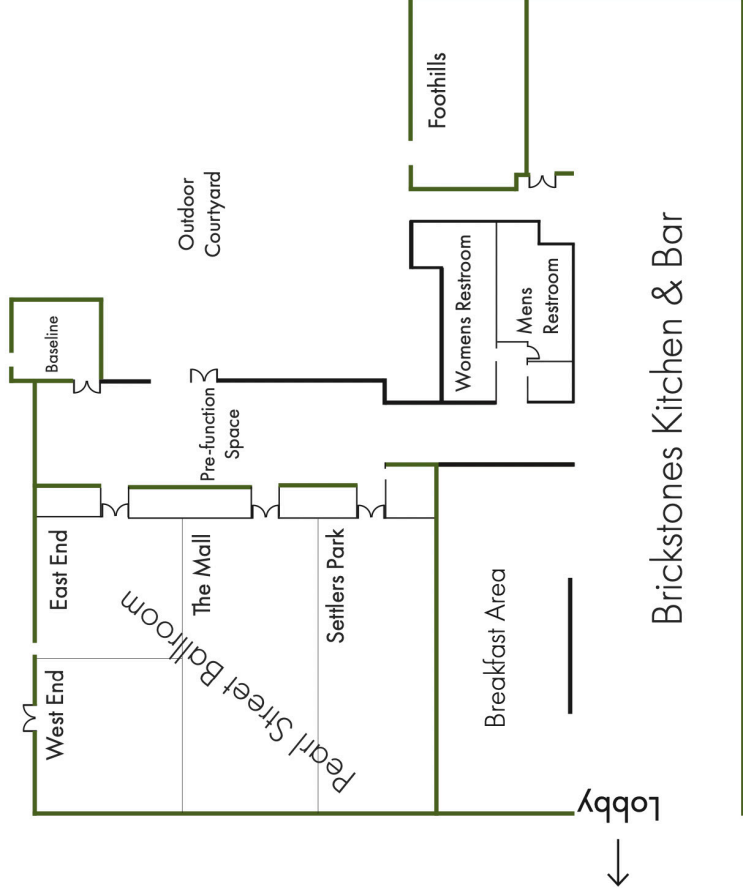 Foothills
Outdoor
Courtyard
Baseline
Womens Restroom
Mens
Restroom
Pre-function
Space
East End
The Mall
Settlers Park
West End
Pearl Street Ballroom
Breakfast Area
Brickstones Kitchen & Bar
Lobby